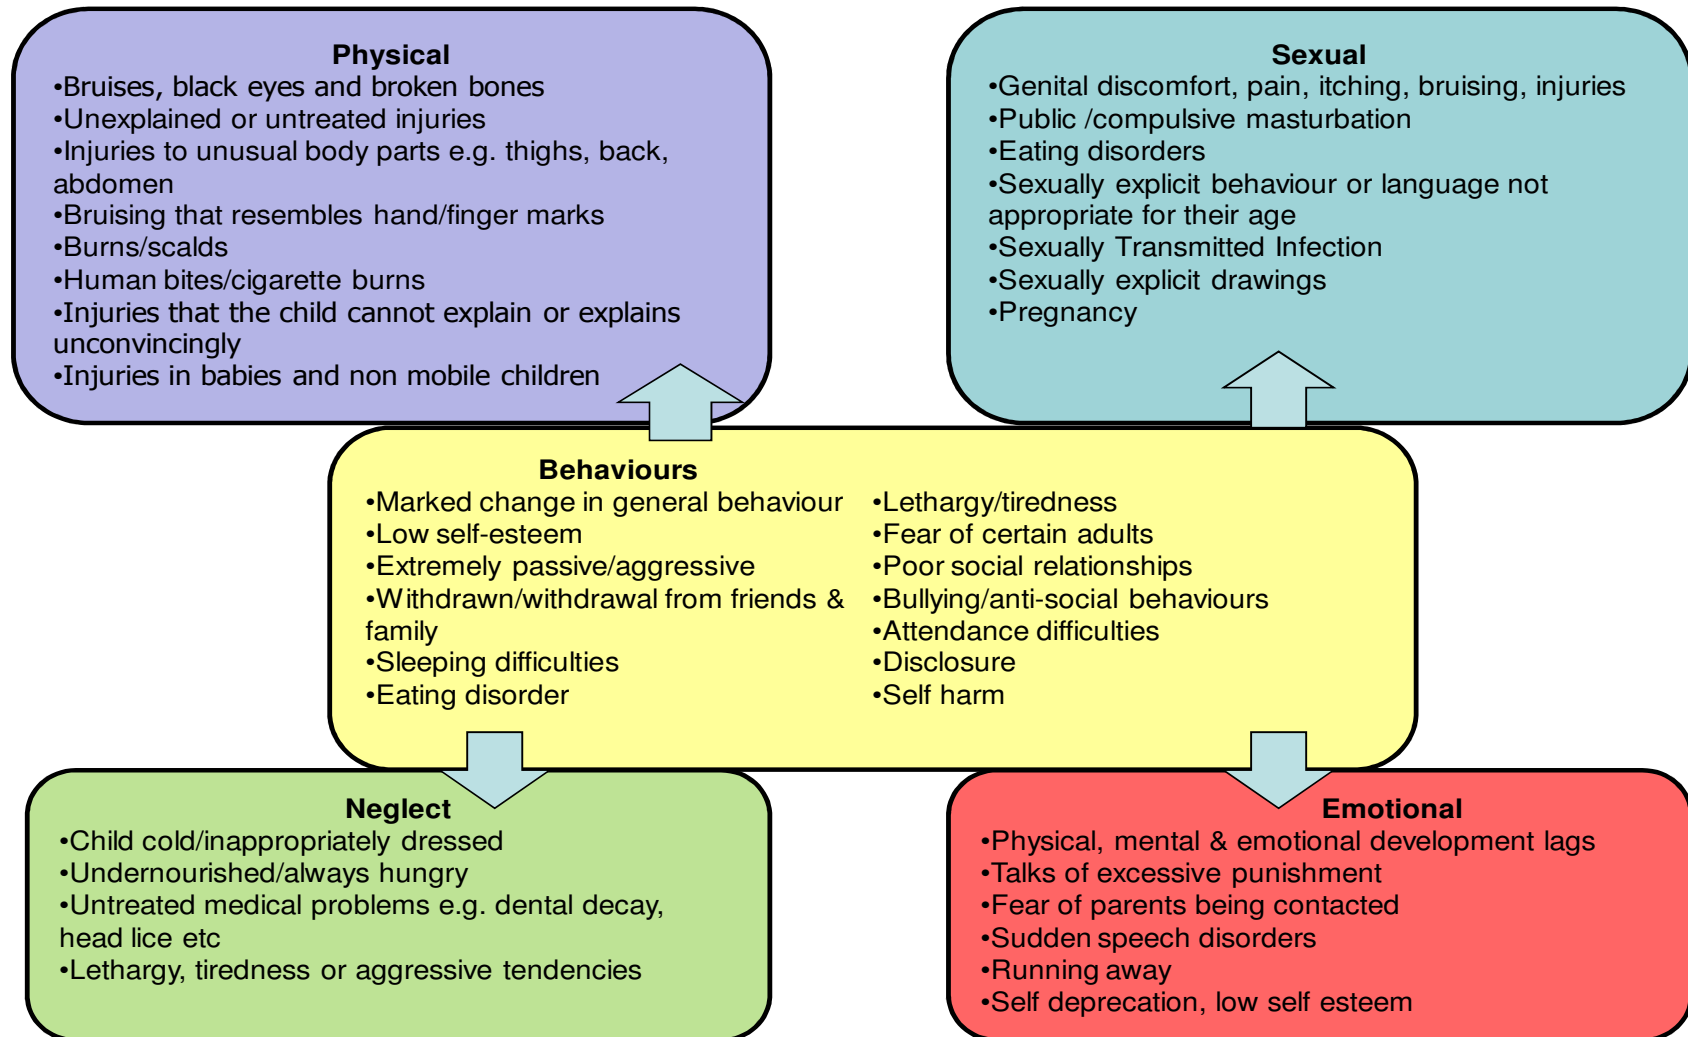 Physical
•Bruises, black eyes and broken bones
•Unexplained or untreated injuries
•Injuries to unusual body parts e.g. thighs, back,
abdomen
•Bruising that resembles hand/finger marks
•Burns/scalds
•Human bites/cigarette burns
•Injuries that the child cannot explain or explains
unconvincingly
•Injuries in babies and non mobile children
Sexual
•Genital discomfort, pain, itching, bruising, injuries
•Public /compulsive masturbation
•Eating disorders
•Sexually explicit behaviour or language not
appropriate for their age
•Sexually Transmitted Infection
•Sexually explicit drawings
•Pregnancy
Behaviours
•Marked change in general behaviour
•Low self-esteem
•Extremely passive/aggressive
•Withdrawn/withdrawal from friends &
family
•Sleeping difficulties
•Eating disorder
•Lethargy/tiredness
•Fear of certain adults
•Poor social relationships
•Bullying/anti-social behaviours
•Attendance difficulties
•Disclosure
•Self harm
Neglect
•Child cold/inappropriately dressed
•Undernourished/always hungry
•Untreated medical problems e.g. dental decay,
head lice etc
•Lethargy, tiredness or aggressive tendencies
Emotional
•Physical, mental & emotional development lags
•Talks of excessive punishment
•Fear of parents being contacted
•Sudden speech disorders
•Running away
•Self deprecation, low self esteem